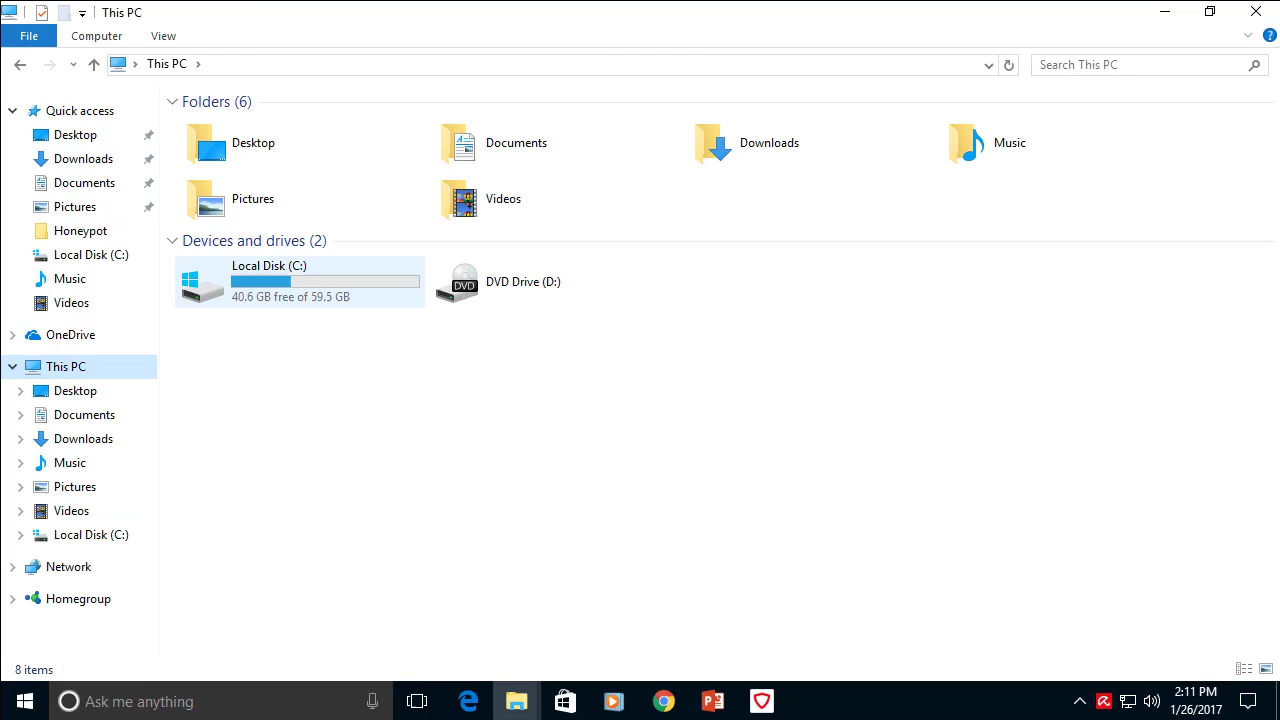 This PC
File
Computer
View
This PC
Search This PC
Quick access
Desktop
Downloads
Documents
Pictures
Honeypot
Local Disk (C:)
Music
Videos
OneDrive
This PC
Desktop
Documents
Downloads
Music
Pictures
Videos
Local Disk (C:)
Network
Homegroup
Folders (6)
Desktop
Documents
Downloads
Music
Pictures
Videos
Devices and drives (2)
Local Disk (C:)
40.6 GB free of 59.5 GB
DVD
DVD Drive (D:)
8 items
Ask me anything
2:11 PM
1/26/2017